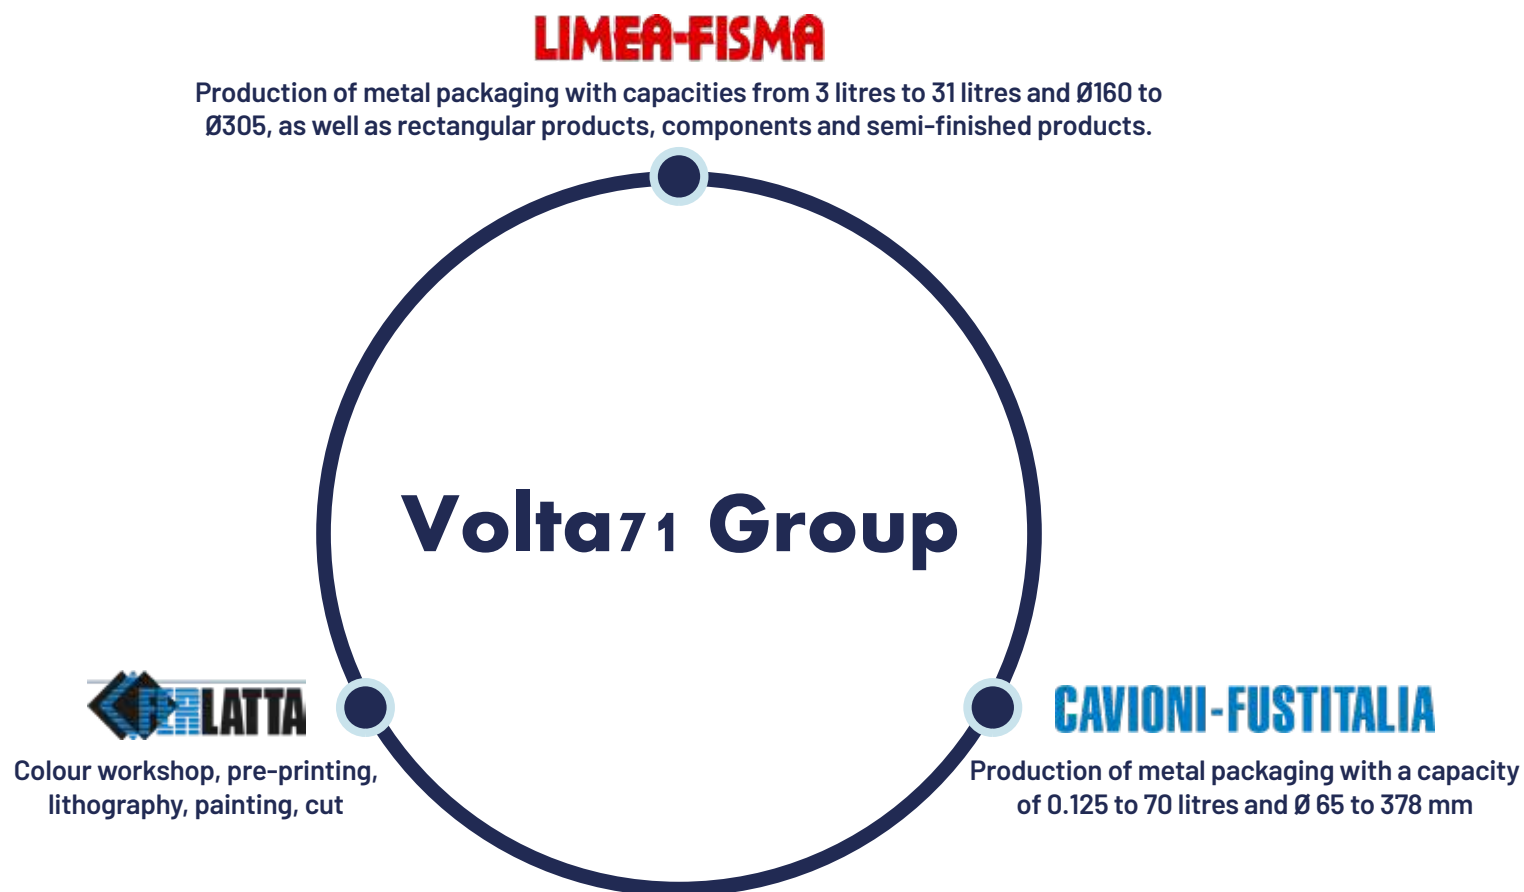 LIMEA-FISMA
Production of metal packaging with capacities from 3 litres to 31 litres and Ø160 to
Ø305, as well as rectangular products, components and semi-finished products.
Volta71 Group
FERLATTA
Colour workshop, pre-printing,
lithography, painting, cut
CAVIONI-FUSTITALIA
Production of metal packaging with a capacity
of 0.125 to 70 litres and Ø 65 to 378 mm